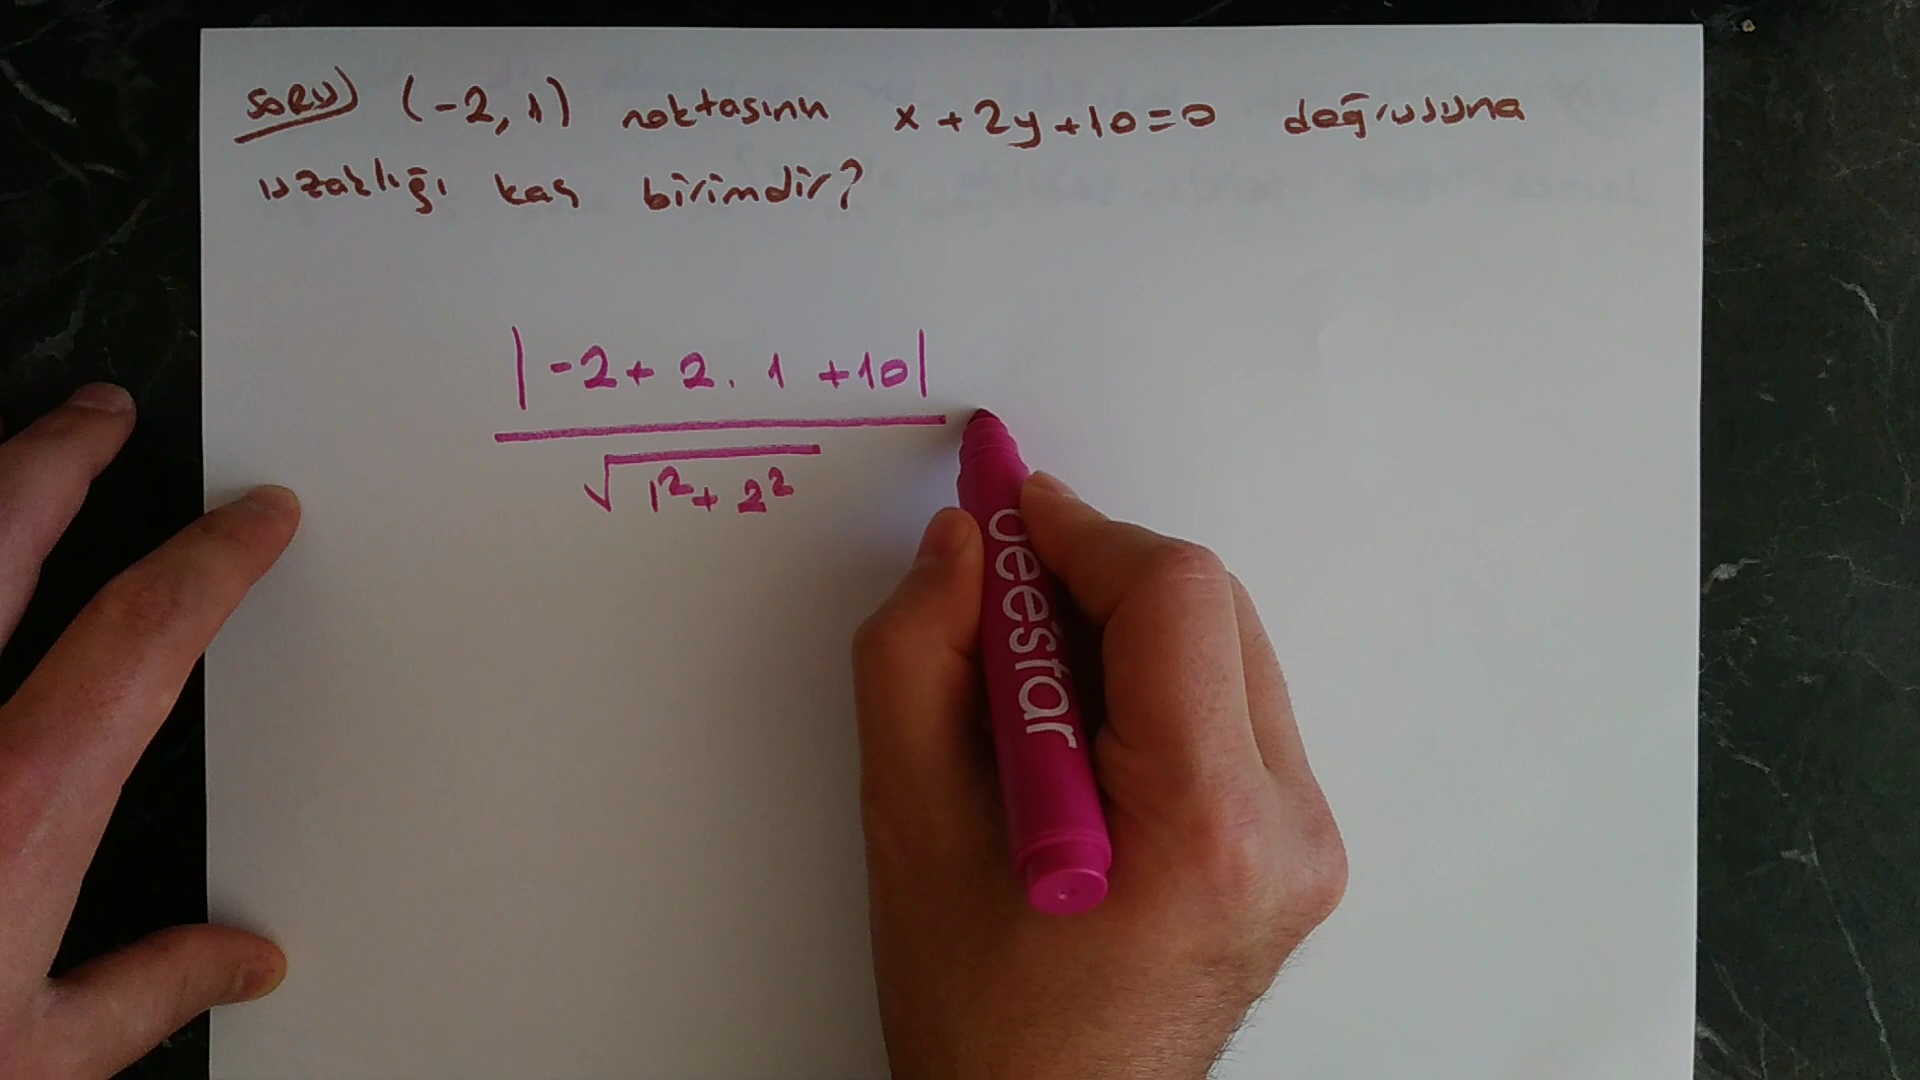 SORU) (-2, 1) noktasının x + 2y + 10 = 0 doğrusuna
uzaklığı kaç birimdir?
|-2 + 2 . 1 + 10|
√1² + 2²
beestar